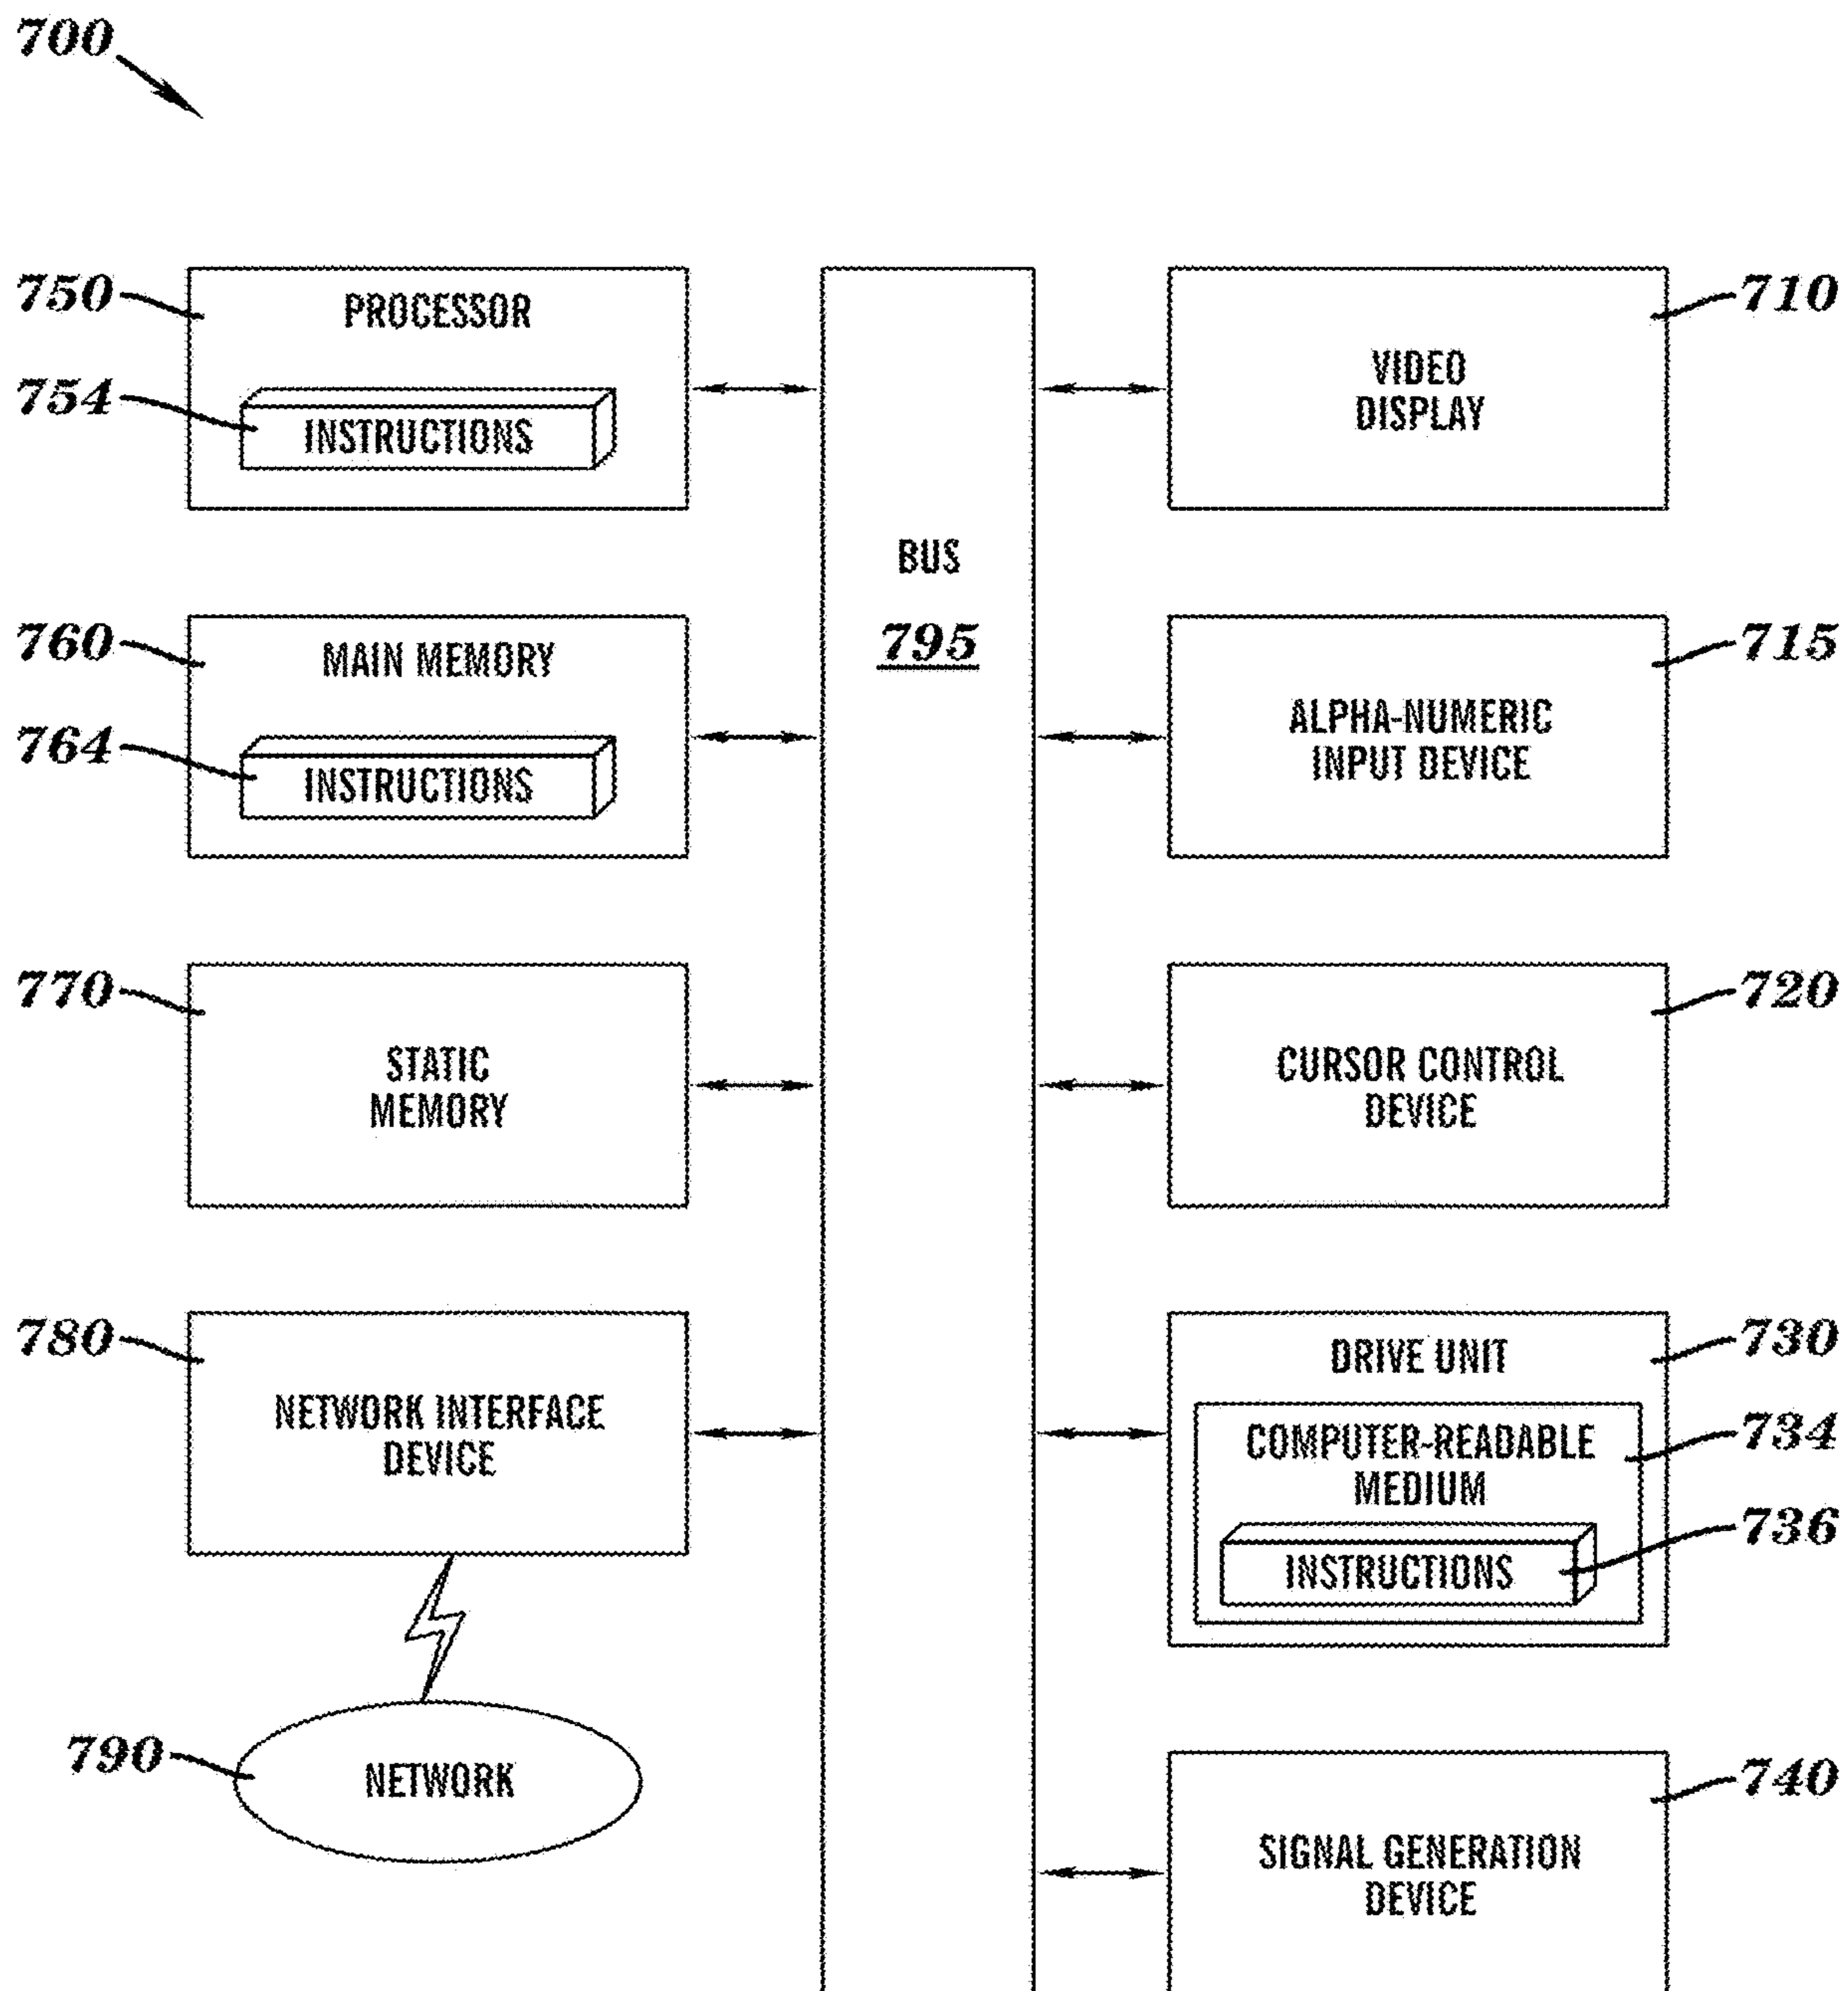 700
750
PROCESSOR
754
INSTRUCTIONS
760
MAIN MEMORY
764
INSTRUCTIONS
770
STATIC
MEMORY
780
NETWORK INTERFACE
DEVICE
790
NETWORK
BUS
795
710
VIDEO
DISPLAY
715
ALPHA-NUMERIC
INPUT DEVICE
720
CURSOR CONTROL
DEVICE
730
DRIVE UNIT
734
COMPUTER-READABLE
MEDIUM
736
INSTRUCTIONS
740
SIGNAL GENERATION
DEVICE